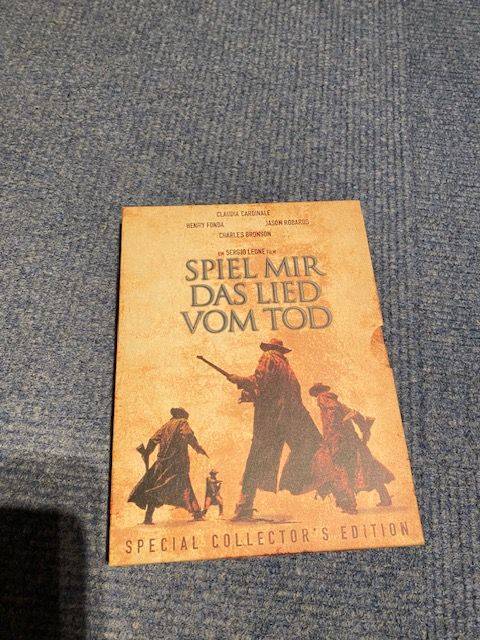 CLAUDIA CARDINALE
HENRY FONDA JASON ROBARDS
CHARLES BRONSON
EIN SERGIO LEONE FILM
SPIEL MIR
DAS LIED
VOM TOD
SPECIAL COLLECTOR'S EDITION